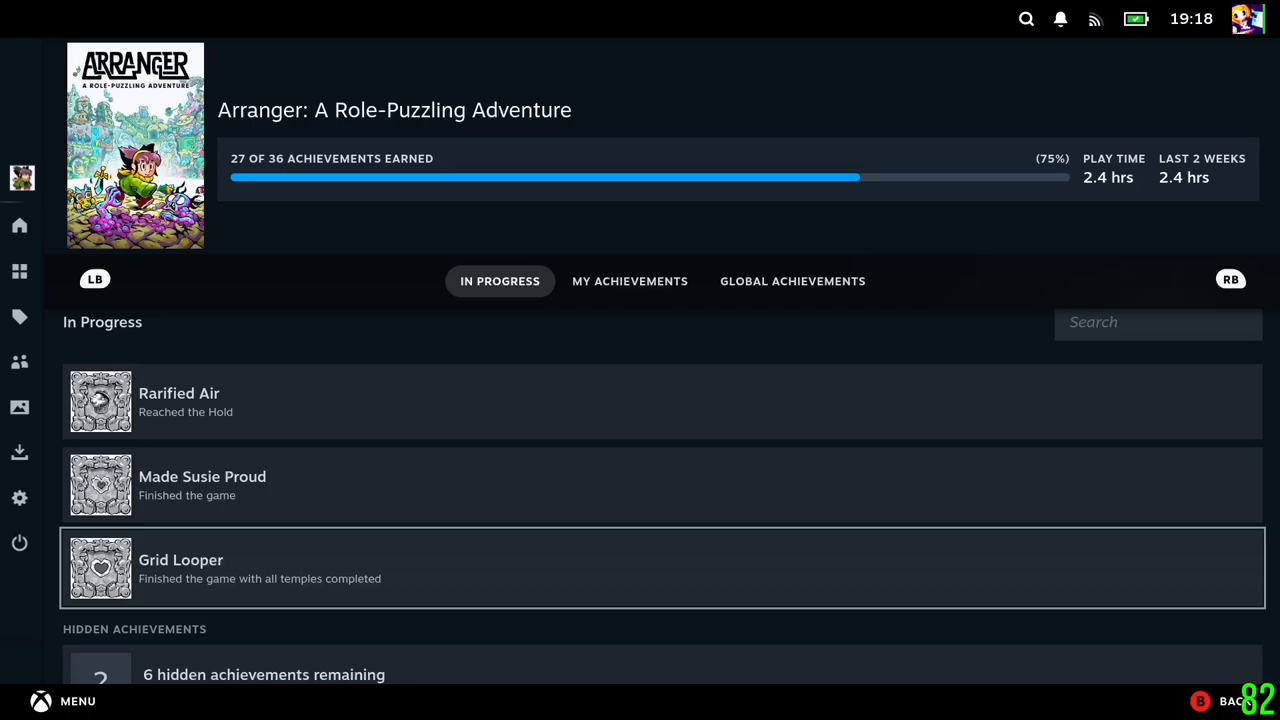 19:18
ARRANGER
A ROLE-PUZZLING ADVENTURE
Arranger: A Role-Puzzling Adventure
27 OF 36 ACHIEVEMENTS EARNED (75%) PLAY TIME LAST 2 WEEKS
2.4 hrs 2.4 hrs
LB IN PROGRESS MY ACHIEVEMENTS GLOBAL ACHIEVEMENTS RB
In Progress Search
Rarified Air
Reached the Hold
Made Susie Proud
Finished the game
Grid Looper
Finished the game with all temples completed
HIDDEN ACHIEVEMENTS
? 6 hidden achievements remaining
MENU B BAC 82